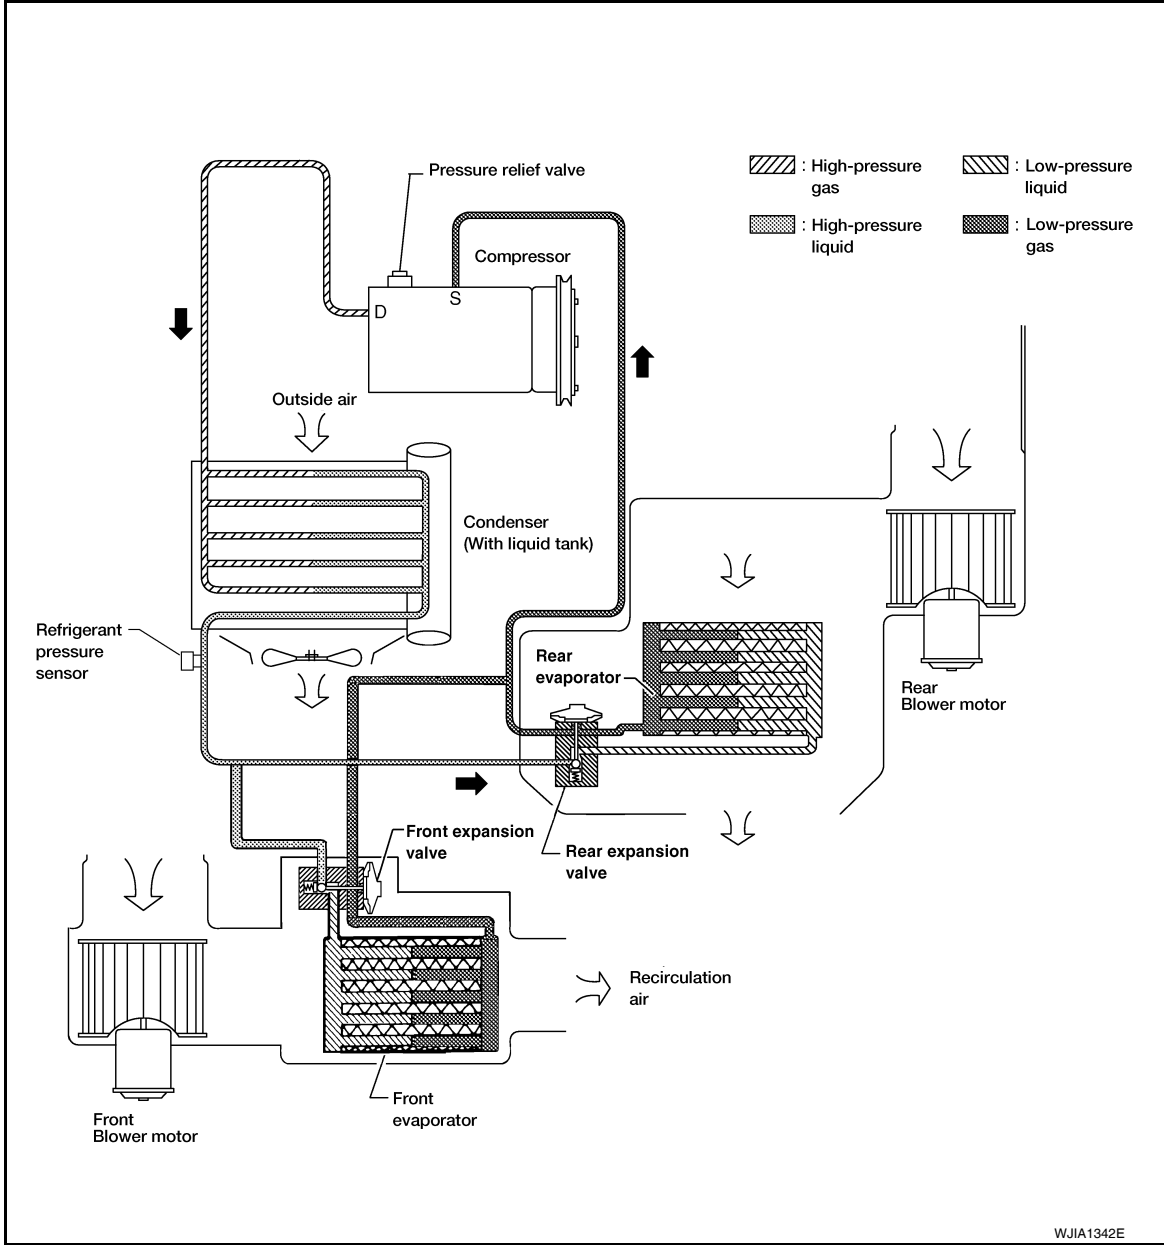 Pressure relief valve
Compressor
S
D
: High-pressure
gas
: Low-pressure
liquid
: High-pressure
liquid
: Low-pressure
gas
Outside air
Condenser
(With liquid tank)
Refrigerant
pressure
sensor
Rear
evaporator
Rear
Blower motor
Front expansion
valve
Rear expansion
valve
Recirculation
air
Front
evaporator
Front
Blower motor
WJIA1342E